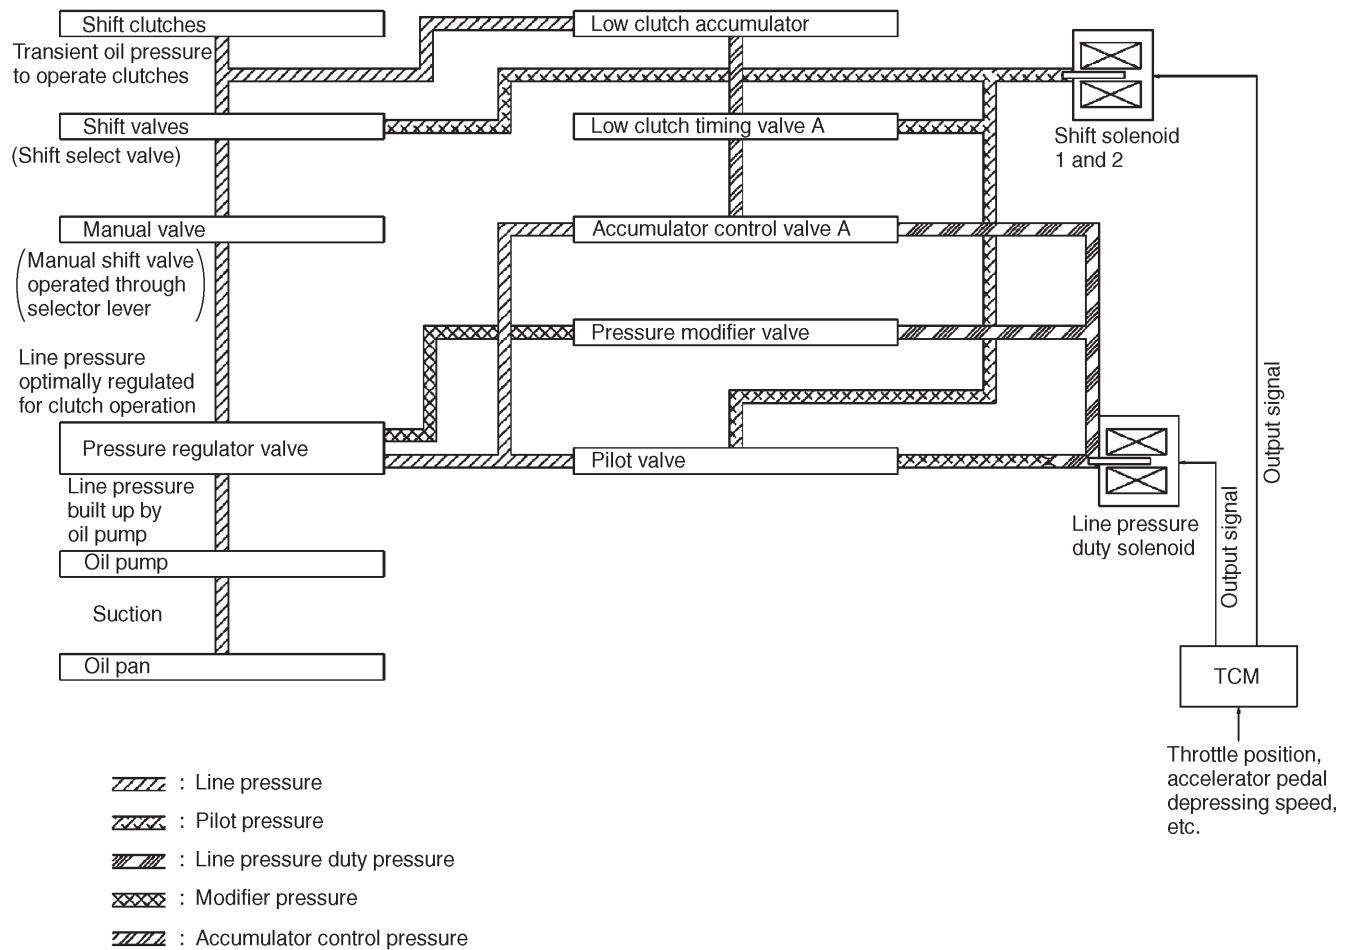 Shift clutches
Transient oil pressure
to operate clutches
Shift valves
(Shift select valve)
Manual valve
(Manual shift valve
operated through
selector lever)
Line pressure
optimally regulated
for clutch operation
Pressure regulator valve
Line pressure
built up by
oil pump
Oil pump
Suction
Oil pan
Low clutch accumulator
Low clutch timing valve A
Accumulator control valve A
Pressure modifier valve
Pilot valve
Shift solenoid
1 and 2
Line pressure
duty solenoid
Output signal
Output signal
TCM
Throttle position,
accelerator pedal
depressing speed,
etc.
: Line pressure
: Pilot pressure
: Line pressure duty pressure
: Modifier pressure
: Accumulator control pressure